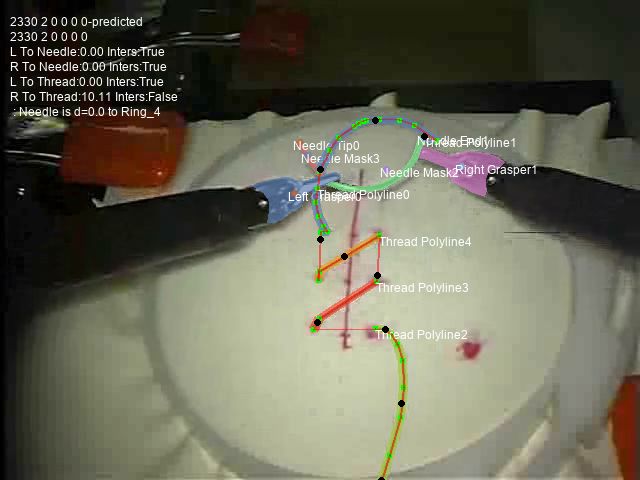 2330 2 0 0 0 0-predicted
2330 2 0 0 0 0
L To Needle:0.00 Inters:True
R To Needle:0.00 Inters:True
L To Thread:0.00 Inters:True
R To Thread:10.11 Inters:False
: Needle is d=0.0 to Ring_4
Needle Tip0
Needle Mask3
Needle Mask2
Thread Polyline1
Right Grasper1
Thread Polyline0
Thread Polyline4
Thread Polyline3
Thread Polyline2